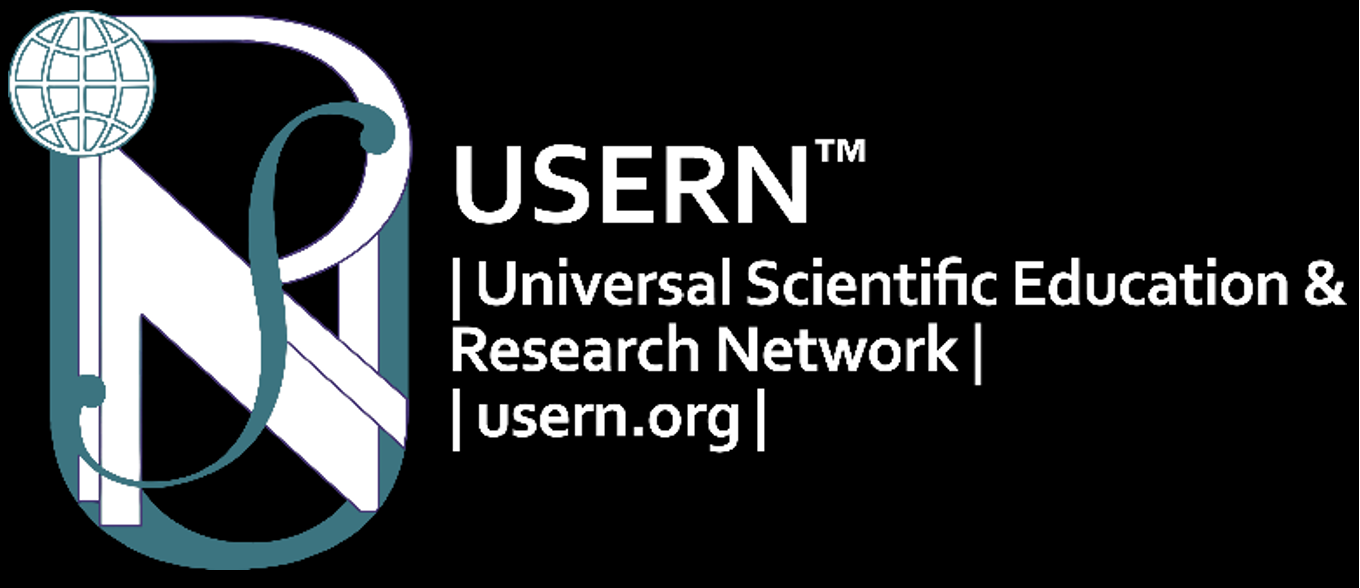 USERN™
| Universal Scientific Education &
Research Network |
| usern.org |